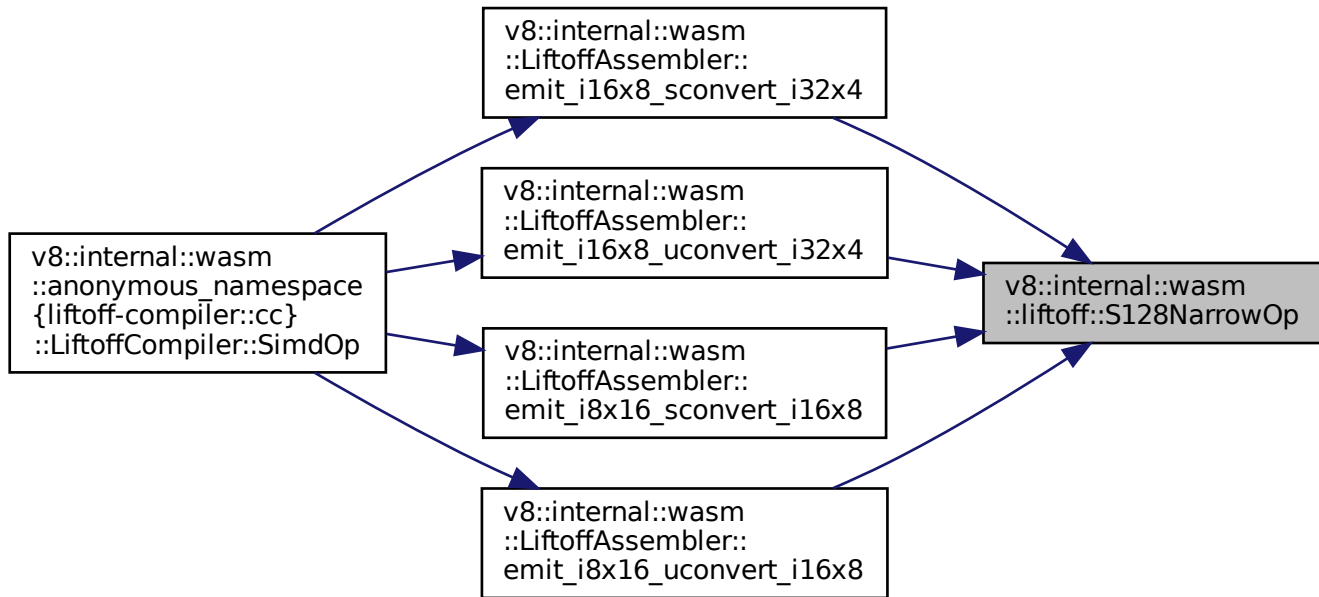 v8::internal::wasm
::LiftoffAssembler::
emit_i16x8_sconvert_i32x4
v8::internal::wasm
::LiftoffAssembler::
emit_i16x8_uconvert_i32x4
v8::internal::wasm
::anonymous_namespace
{liftoff-compiler::cc}
::LiftoffCompiler::SimdOp
v8::internal::wasm
::liftoff::S128NarrowOp
v8::internal::wasm
::LiftoffAssembler::
emit_i8x16_sconvert_i16x8
v8::internal::wasm
::LiftoffAssembler::
emit_i8x16_uconvert_i16x8